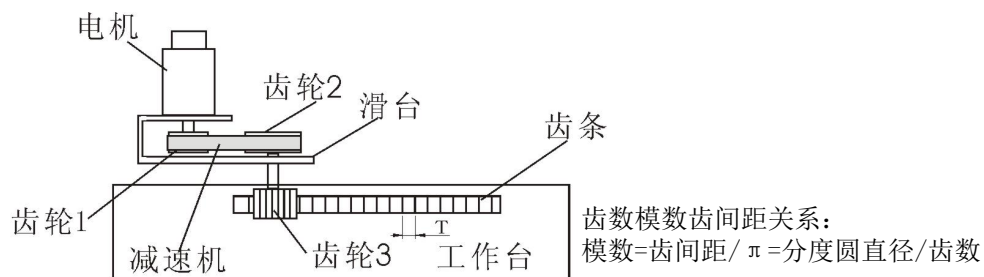 电机
齿轮2
滑台
齿条
齿轮1
减速机
齿轮3
T
工作台
齿数模数齿间距关系：
模数=齿间距/π=分度圆直径/齿数